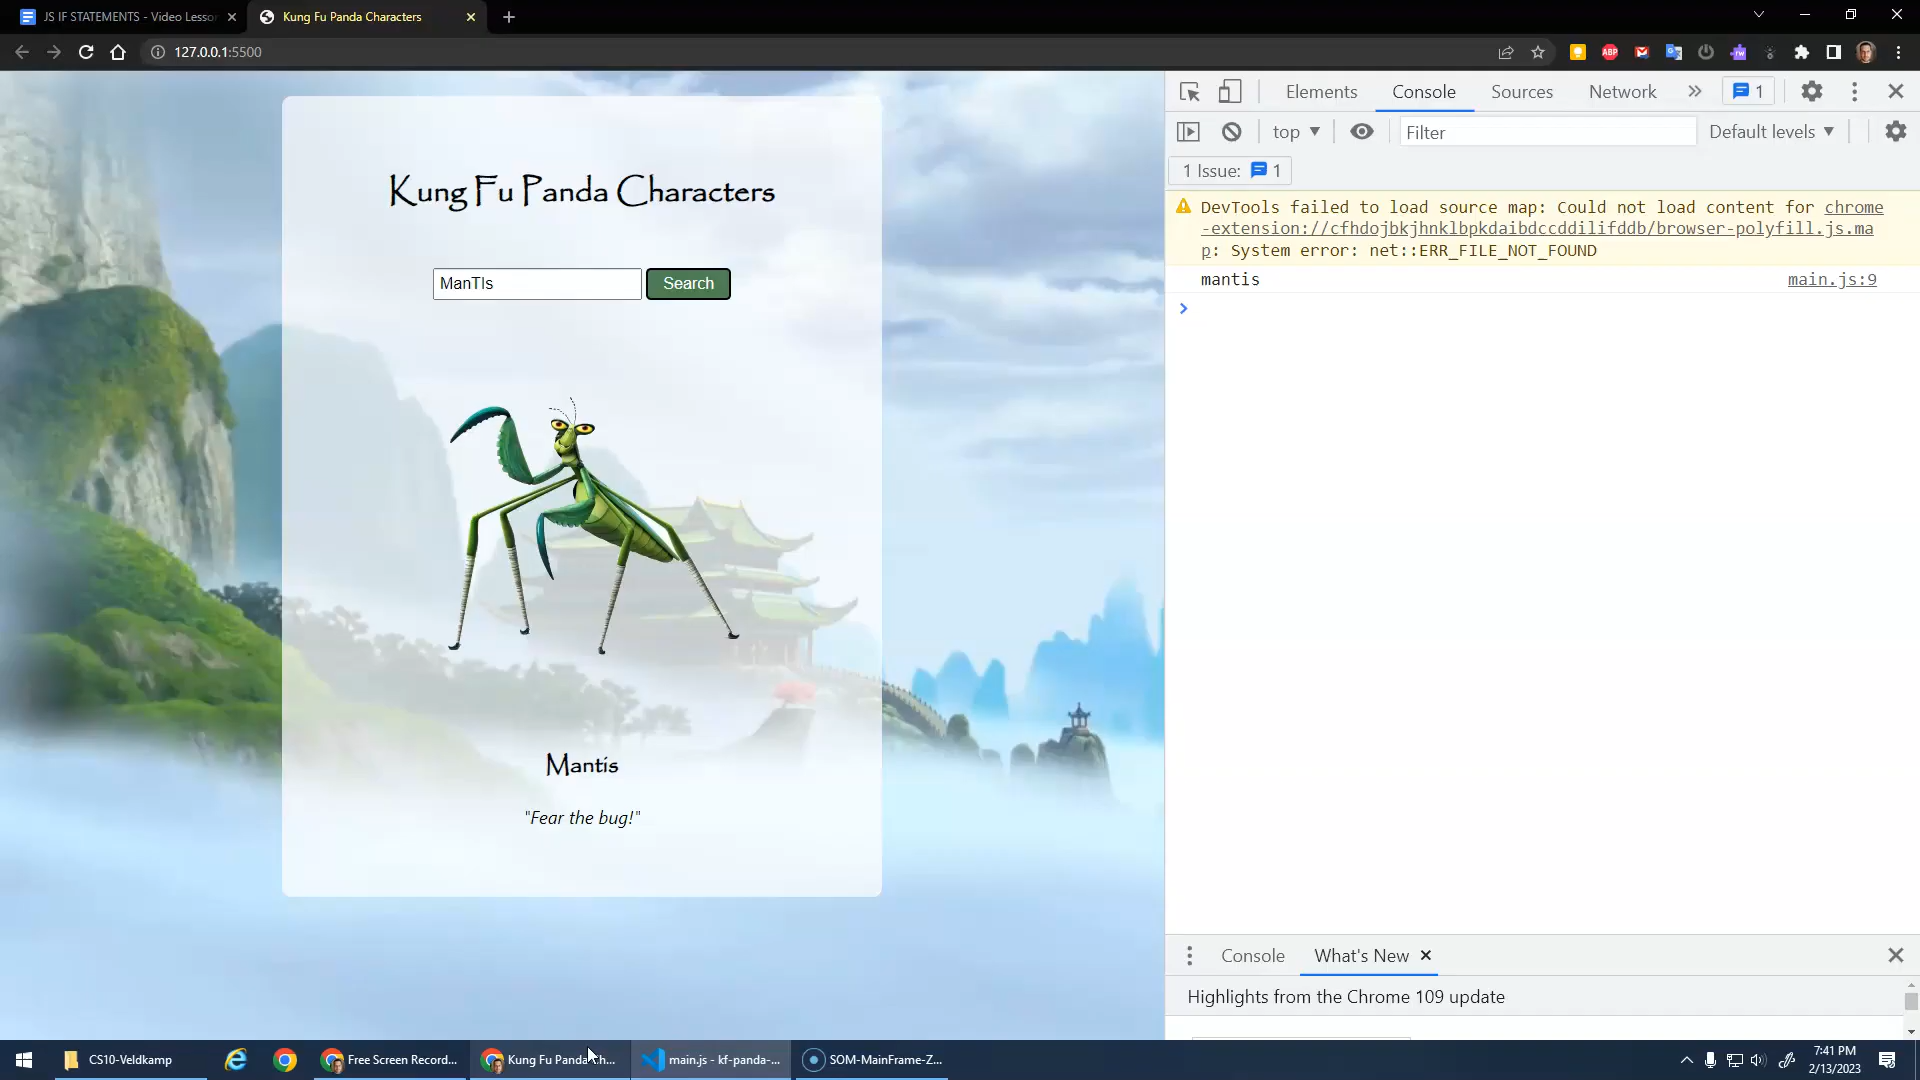 JS IF STATEMENTS - Video Lesson
Kung Fu Panda Characters
127.0.0.1:5500
ABP
Kung Fu Panda Characters
ManTIs
Search
Mantis
"Fear the bug!"
Elements
Console
Sources
Network
1
top
Filter
Default levels
1 Issue:
1
DevTools failed to load source map: Could not load content for chrome
-extension://cfhdojbkjhnklbpkdaibdccddilifddb/browser-polyfill.js.ma
p: System error: net::ERR_FILE_NOT_FOUND
mantis
main.js:9
Console
What's New
Highlights from the Chrome 109 update
CS10-Veldkamp
Free Screen Record...
Kung Fu Panda Ch...
main.js - kf-panda-...
SOM-MainFrame-Z...
7:41 PM
2/13/2023